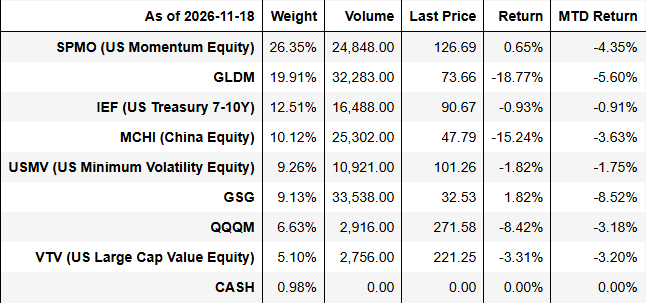 As of 2026-11-18 Weight Volume Last Price Return MTD Return
SPMO (US Momentum Equity) 26.35% 24,848.00 126.69 0.65% -4.35%
GLDM 19.91% 32,283.00 73.66 -18.77% -5.60%
IEF (US Treasury 7-10Y) 12.51% 16,488.00 90.67 -0.93% -0.91%
MCHI (China Equity) 10.12% 25,302.00 47.79 -15.24% -3.63%
USMV (US Minimum Volatility Equity) 9.26% 10,921.00 101.26 -1.82% -1.75%
GSG 9.13% 33,538.00 32.53 1.82% -8.52%
QQQM 6.63% 2,916.00 271.58 -8.42% -3.18%
VTV (US Large Cap Value Equity) 5.10% 2,756.00 221.25 -3.31% -3.20%
CASH 0.98% 0.00 0.00 0.00% 0.00%